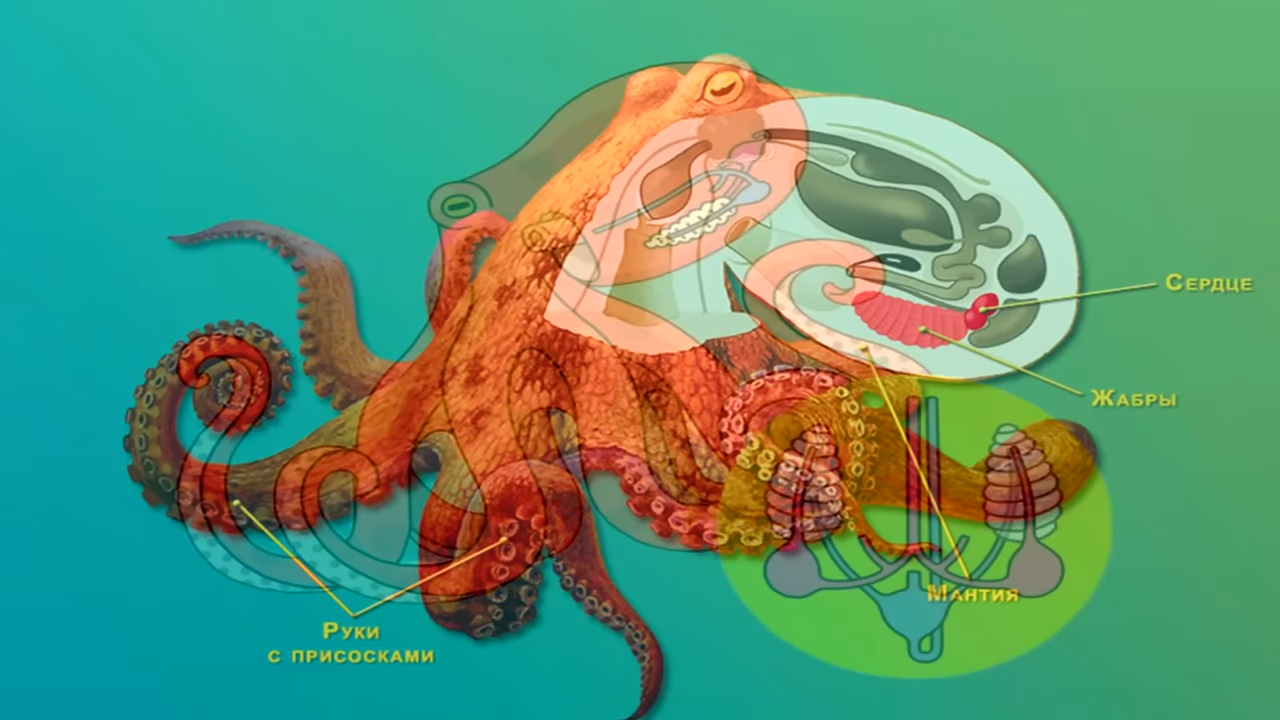 Сердце
Жабры
Мантия
Руки
с присосками